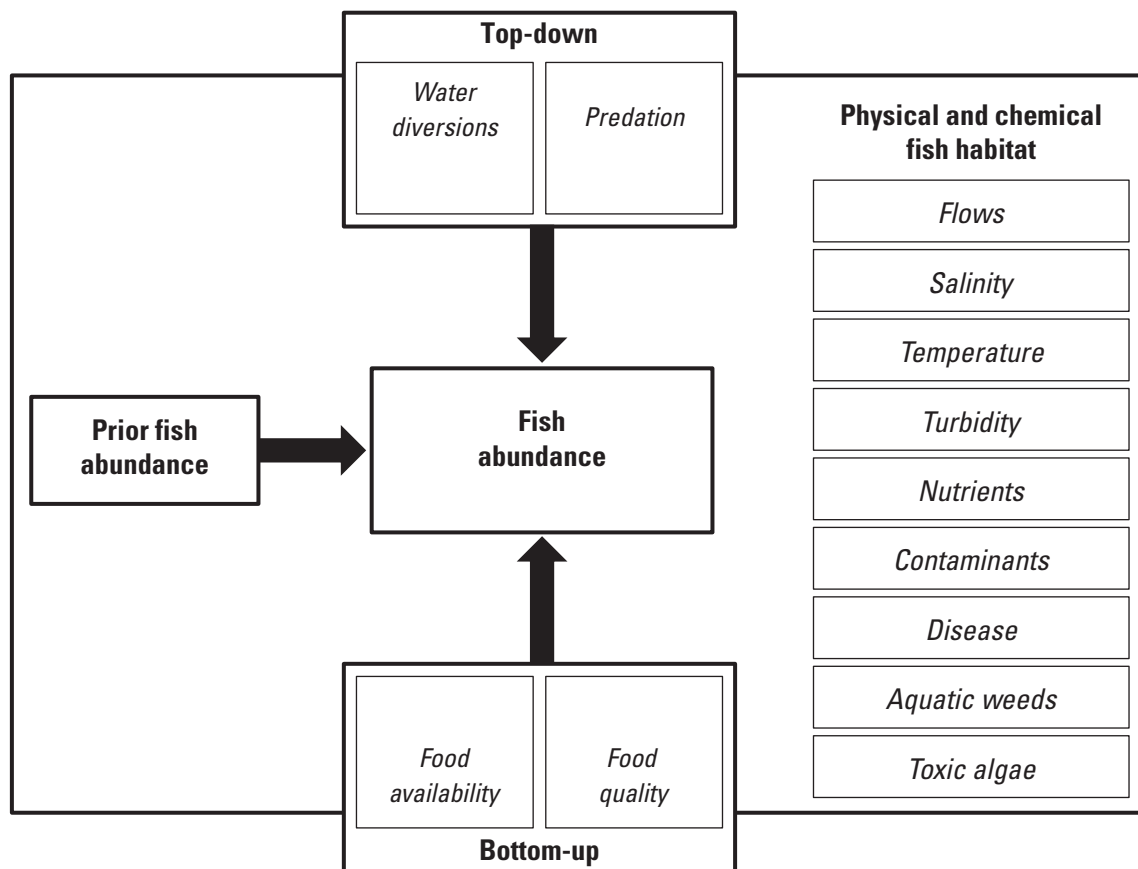 Top-down
Water
diversions
Predation
Physical and chemical
fish habitat
Flows
Salinity
Temperature
Turbidity
Nutrients
Contaminants
Disease
Aquatic weeds
Toxic algae
Prior fish
abundance
Fish
abundance
Food
availability
Food
quality
Bottom-up